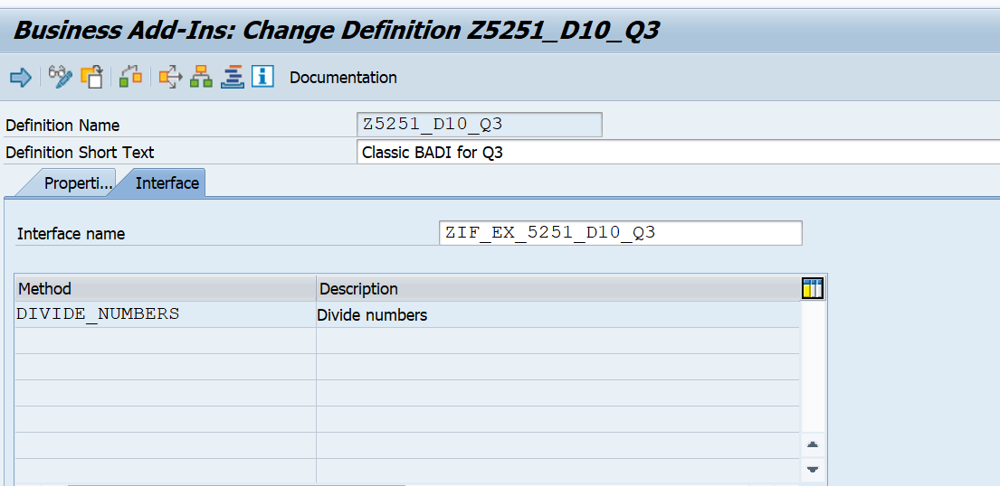 Business Add-Ins: Change Definition Z5251_D10_Q3
Documentation
Definition Name Z5251_D10_Q3
Definition Short Text Classic BADI for Q3
Properti... Interface
Interface name ZIF_EX_5251_D10_Q3
Method Description
DIVIDE_NUMBERS Divide numbers